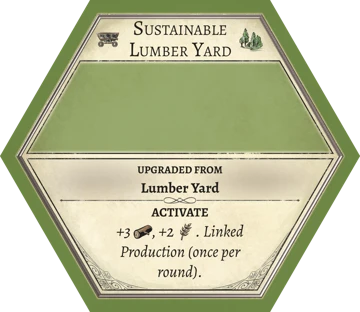 Sustainable
Lumber Yard
UPGRADED FROM
Lumber Yard
ACTIVATE
+3 , +2 . Linked
Production (once per
round).